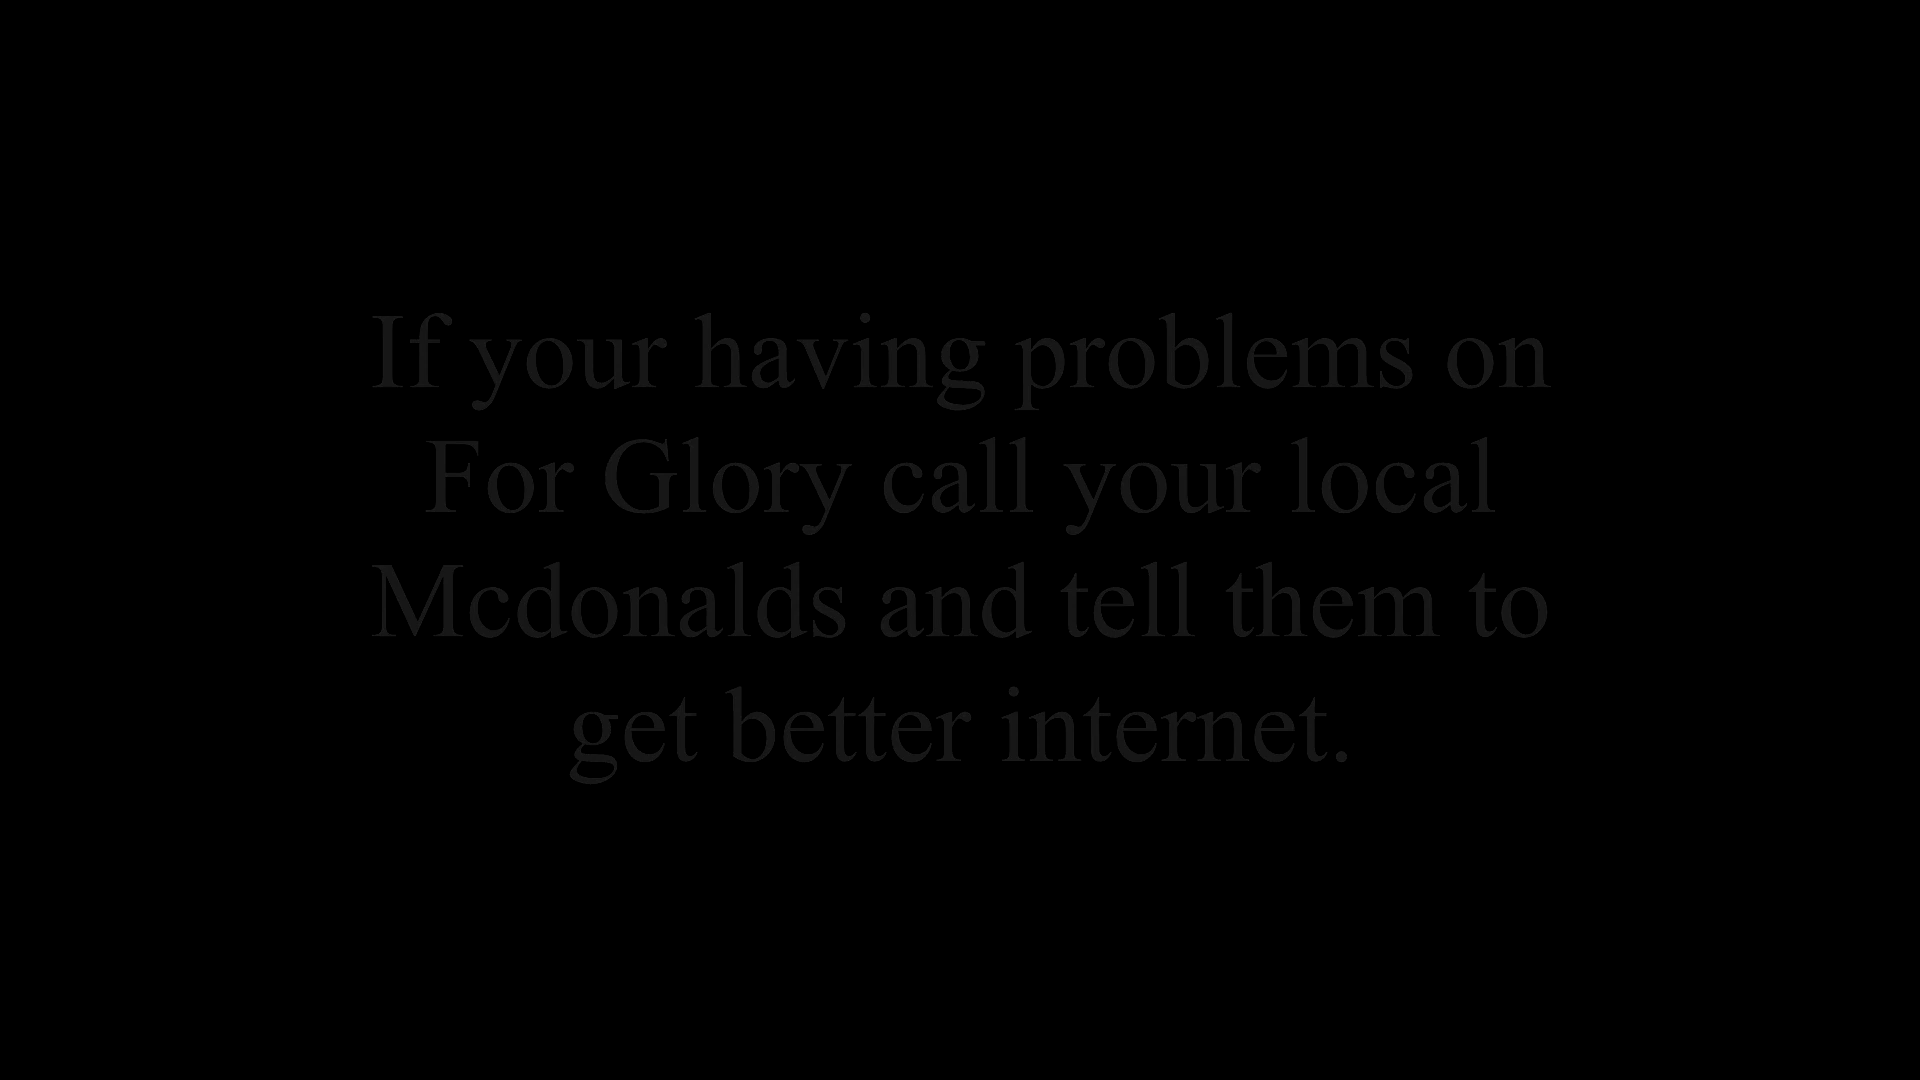 If your having problems on
For Glory call your local
Mcdonalds and tell them to
get better internet.